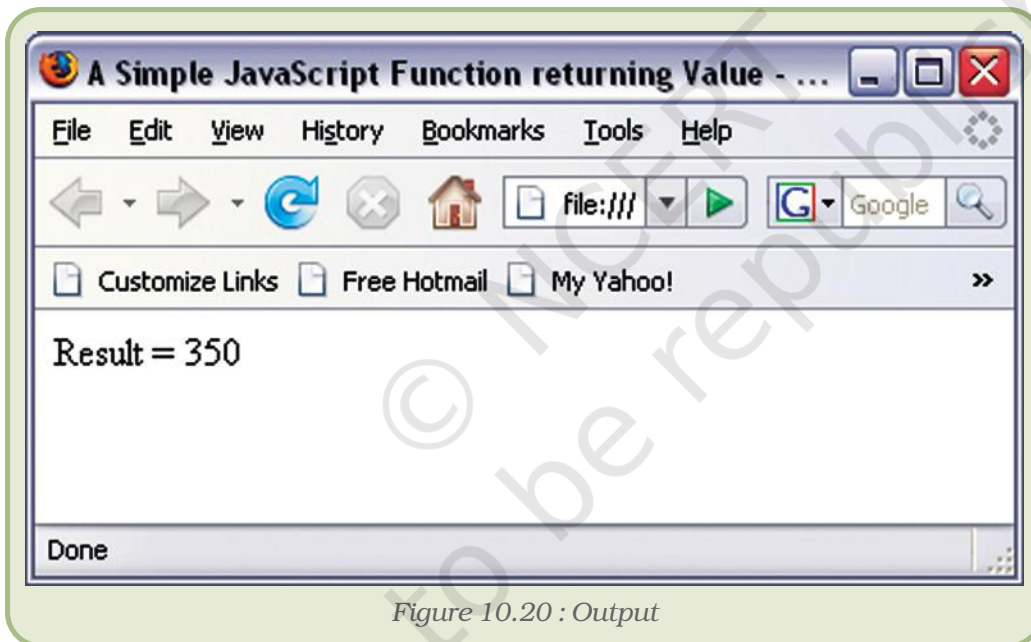 A Simple JavaScript Function returning Value - ...
File Edit View History Bookmarks Tools Help
file:/// G Google
Customize Links Free Hotmail My Yahoo! »
Result = 350
Done
Figure 10.20 : Output
© NCERT
to be republish